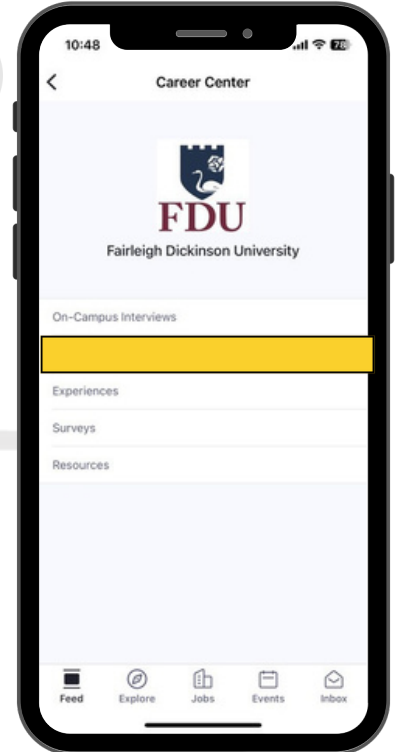 10:48
78
Career Center
FDU
Fairleigh Dickinson University
On-Campus Interviews
Experiences
Surveys
Resources
Feed
Explore
Jobs
Events
Inbox